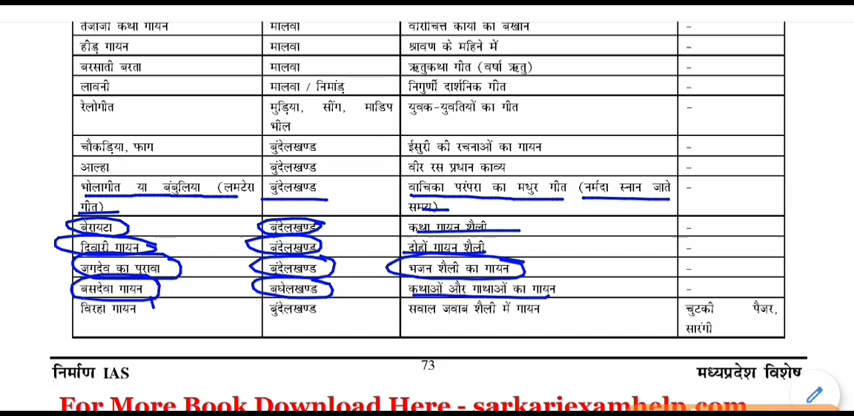 तेजाजी कथा गायन मालवा वीरोचित्त कार्यो का बखान -
हीड़ गायन मालवा श्रावण के महिने में -
बरसाती बरता मालवा ऋतुकथा गीत (वर्षा ऋतु) -
लावनी मालवा / निमाड़ निगुर्णी दार्शनिक गीत -
रेलोगीत मुड़िया, सींग, माडिप युवक-युवतियों का गीत -
भील
चौकड़िया, फाग बुंदेलखण्ड ईसुरी की रचनाओं का गायन -
आल्हा बुंदेलखण्ड वीर रस प्रधान काव्य -
भोलागीत या बंबुलिया (लमटेरा बुंदेलखण्ड वाचिका परंपरा का मधुर गीत (नर्मदा स्नान जाते -
गीत) समय)
बेरायटा बुंदेलखण्ड कथा गायन शैली -
दिवारी गायन बुंदेलखण्ड दोहों गायन शैली -
जगदेव का पुरावा बुंदेलखण्ड भजन शैली का गायन -
बसदेवा गायन बघेलखण्ड कथाओं और गाथाओं का गायन -
विरहा गायन बुंदेलखण्ड सवाल जवाब शैली में गायन चुटकी पैजर,
सारंगी
निर्माण IAS 73 मध्यप्रदेश विशेष
For More Book Download Here - sarkariexamhelp.com